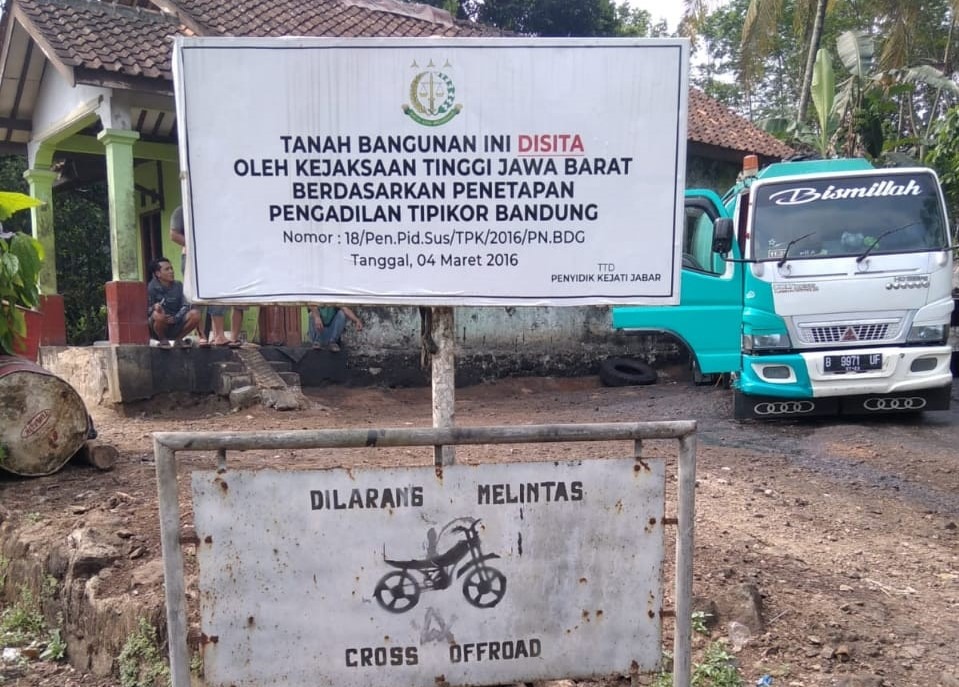 TANAH BANGUNAN INI DISITA
OLEH KEJAKSAAN TINGGI JAWA BARAT
BERDASARKAN PENETAPAN
PENGADILAN TIPIKOR BANDUNG
Nomor : 18/Pen.Pid.Sus/TPK/2016/PN.BDG
Tanggal, 04 Maret 2016
TTD
PENYIDIK KEJATI JABAR
Bismillah
B 9971 UF
DILARANG MELINTAS
CROSS OFFROAD